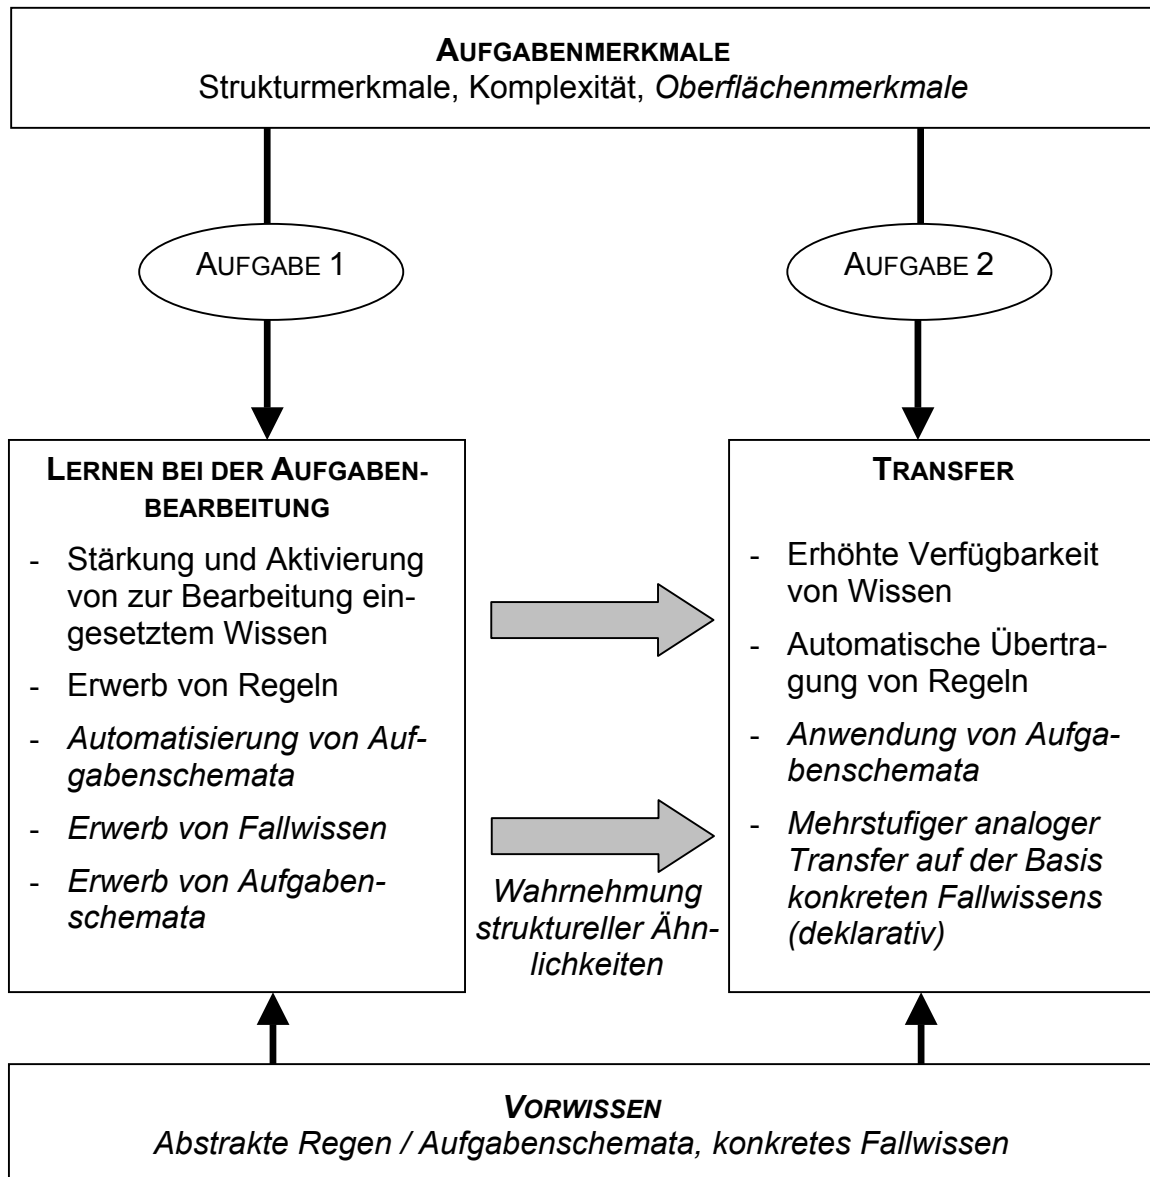 AUFGABENMERKMALE
Strukturmerkmale, Komplexität, Oberflächenmerkmale
AUFGABE 1
AUFGABE 2
LERNEN BEI DER AUFGABEN-
BEARBEITUNG
- Stärkung und Aktivierung
von zur Bearbeitung ein-
gesetztem Wissen
- Erwerb von Regeln
- Automatisierung von Auf-
gabenschemata
- Erwerb von Fallwissen
- Erwerb von Aufgaben-
schemata
Wahrnehmung
struktureller Ähn-
lichkeiten
TRANSFER
- Erhöhte Verfügbarkeit
von Wissen
- Automatische Übertra-
gung von Regeln
- Anwendung von Aufga-
benschemata
- Mehrstufiger analoger
Transfer auf der Basis
konkreten Fallwissens
(deklarativ)
VORWISSEN
Abstrakte Regen / Aufgabenschemata, konkretes Fallwissen